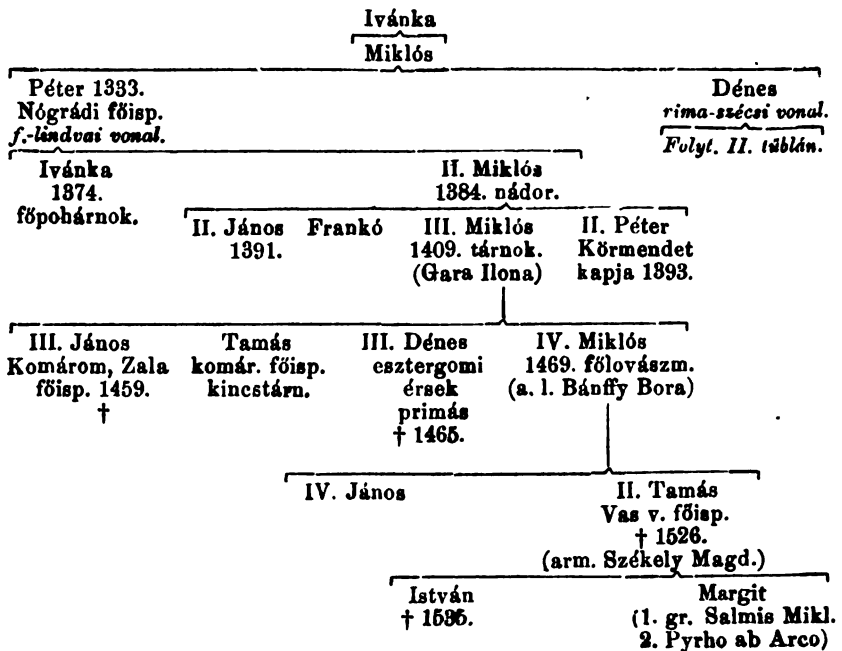 Ivánka
Miklós
Péter 1333.
Nógrádi főisp.
f.-lindvai vonal.
Dénes
rima-szécsi vonal.
Folyt. II. táblán.
Ivánka
1374.
főpohárnok.
II. Miklós
1384. nádor.
II. János
1391.
Frankó
III. Miklós
1409. tárnok.
(Gara Ilona)
II. Péter
Körmendet
kapja 1393.
III. János
Komárom, Zala
főisp. 1459.
†
Tamás
komár. főisp.
kincstárn.
III. Dénes
esztergomi
érsek
primás
† 1465.
IV. Miklós
1469. főlovászm.
(a. l. Bánffy Bora)
IV. János
II. Tamás
Vas v. főisp.
† 1526.
(arm. Székely Magd.)
István
† 1535.
Margit
(1. gr. Salmis Mikl.
2. Pyrho ab Arco)